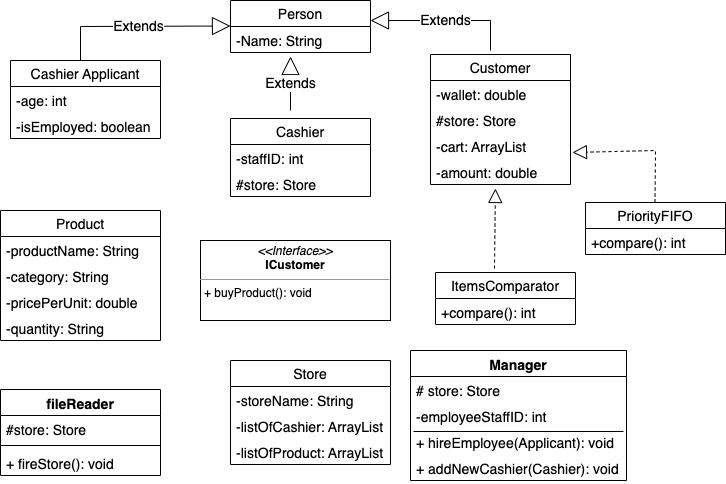 Person
-Name: String
Extends
Extends
Extends
Cashier Applicant
-age: int
-isEmployed: boolean
Cashier
-staffID: int
#store: Store
Customer
-wallet: double
#store: Store
-cart: ArrayList
-amount: double
PriorityFIFO
+compare(): int
Product
-productName: String
-category: String
-pricePerUnit: double
-quantity: String
<<Interface>>
ICustomer
+ buyProduct(): void
ItemsComparator
+compare(): int
fileReader
#store: Store
+ fireStore(): void
Store
-storeName: String
-listOfCashier: ArrayList
-listOfProduct: ArrayList
Manager
# store: Store
-employeeStaffID: int
+ hireEmployee(Applicant): void
+ addNewCashier(Cashier): void